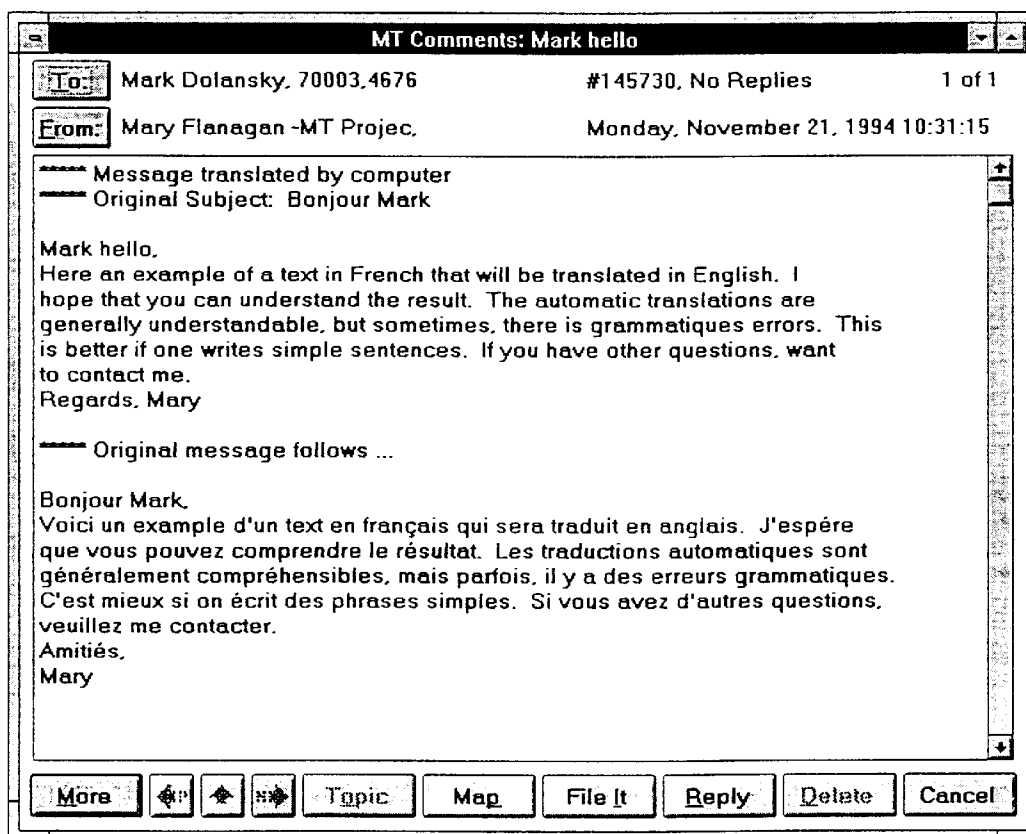 MT Comments: Mark hello
To: Mark Dolansky, 70003,4676 #145730, No Replies 1 of 1
From: Mary Flanagan -MT Projec, Monday, November 21, 1994 10:31:15
***** Message translated by computer
***** Original Subject: Bonjour Mark
Mark hello,
Here an example of a text in French that will be translated in English. I
hope that you can understand the result. The automatic translations are
generally understandable, but sometimes, there is grammatiques errors. This
is better if one writes simple sentences. If you have other questions, want
to contact me.
Regards, Mary
***** Original message follows ...
Bonjour Mark,
Voici un example d'un text en français qui sera traduit en anglais. J'espére
que vous pouvez comprendre le résultat. Les traductions automatiques sont
généralement compréhensibles, mais parfois, il y a des erreurs grammatiques.
C'est mieux si on écrit des phrases simples. Si vous avez d'autres questions,
veuillez me contacter.
Amitiés,
Mary
More Topic Map File It Reply Delete Cancel